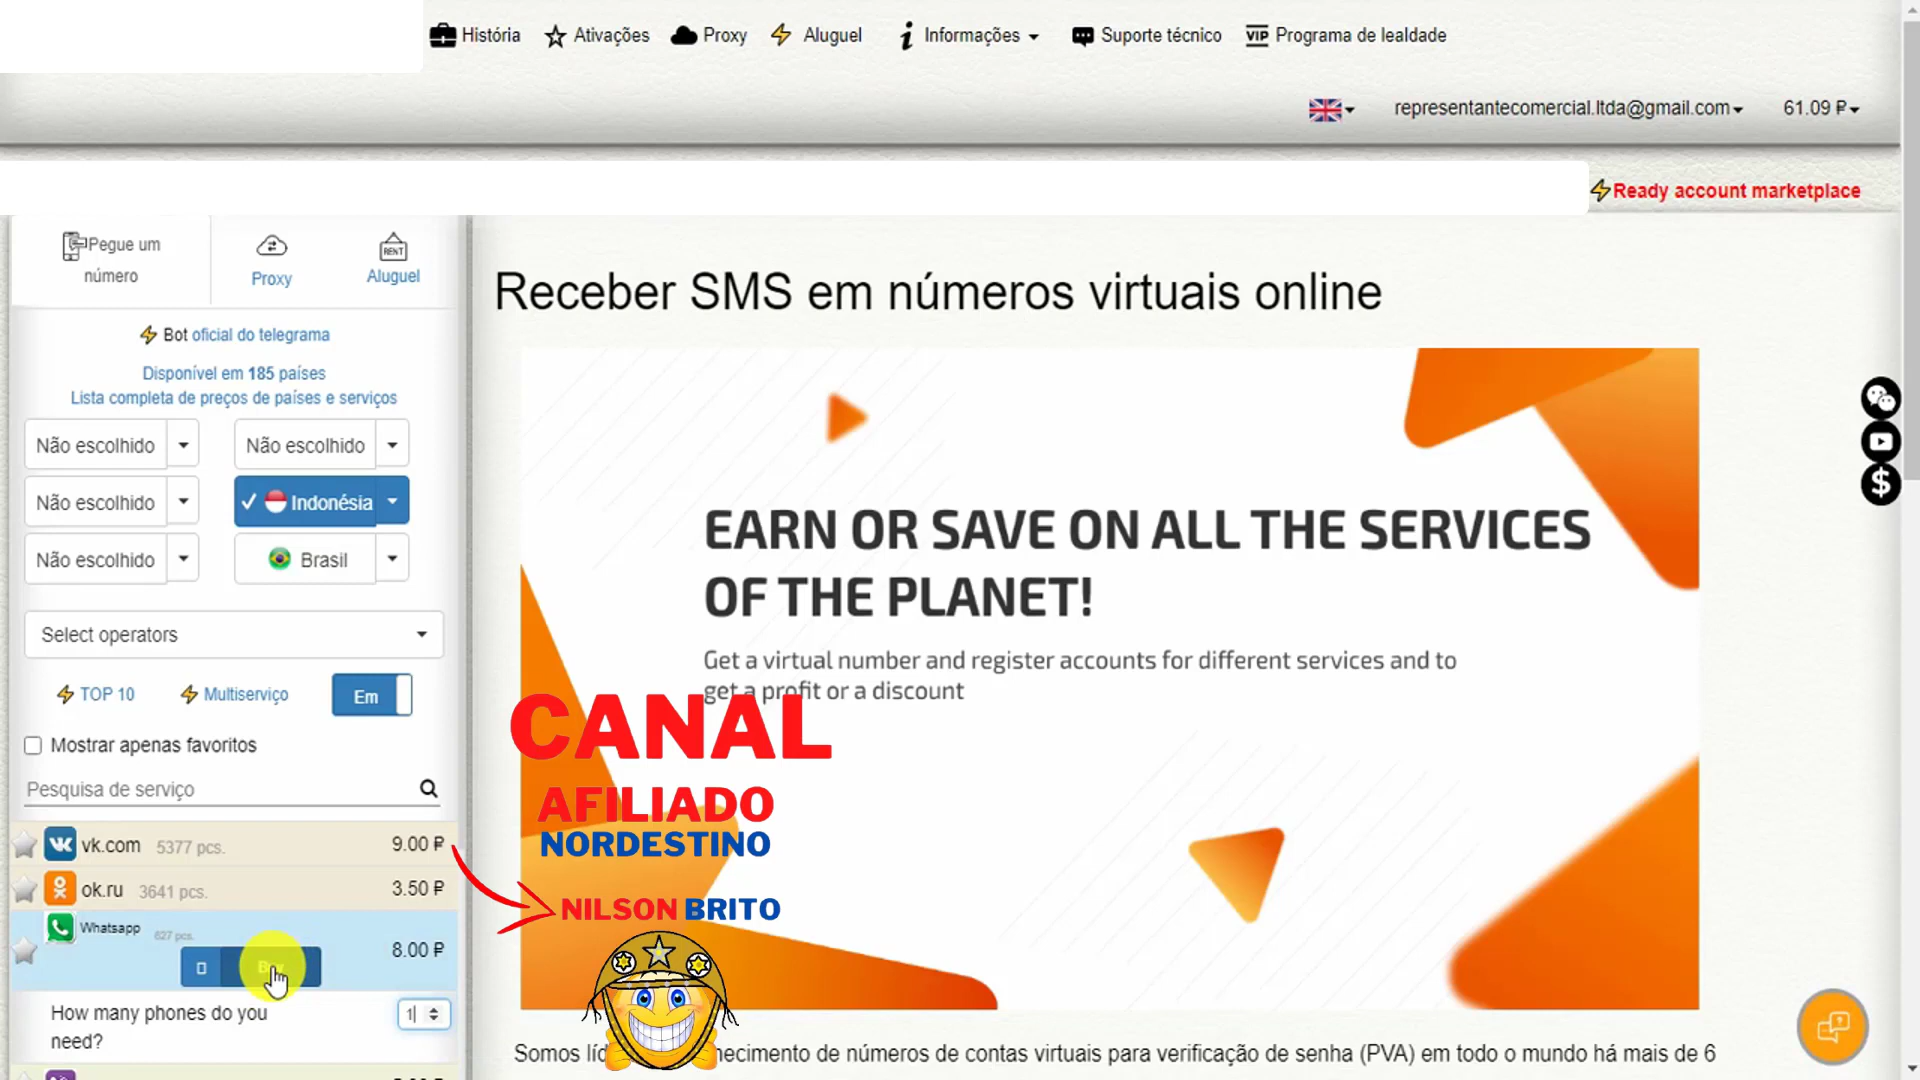 História
Ativações
Proxy
Aluguel
Informações
Suporte técnico
VIP Programa de lealdade
representantecomercial.ltda@gmail.com
61.09 ₽
Ready account marketplace
Pegue um
número
Proxy
RENT
Aluguel
Bot oficial do telegrama
Disponível em 185 países
Lista completa de preços de países e serviços
Não escolhido
Não escolhido
Não escolhido
Indonésia
Não escolhido
Brasil
Select operators
TOP 10
Multiserviço
Em
Mostrar apenas favoritos
Pesquisa de serviço
vk.com 5377 pcs. 9.00 ₽
ok.ru 3641 pcs. 3.50 ₽
Whatsapp 627 pcs. 8.00 ₽
How many phones do you
need?
1
Receber SMS em números virtuais online
EARN OR SAVE ON ALL THE SERVICES
OF THE PLANET!
Get a virtual number and register accounts for different services and to
get a profit or a discount
CANAL
AFILIADO
NORDESTINO
NILSON BRITO
Somos necimento de números de contas virtuais para verificação de senha (PVA) em todo o mundo há mais de 6